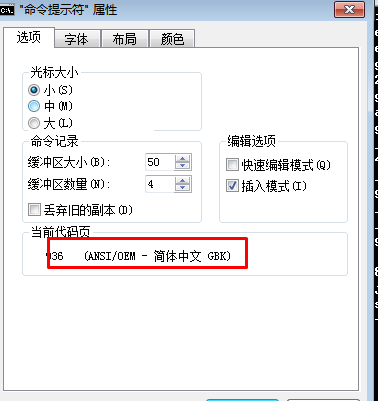 C:\. "命令提示符" 属性
选项 字体 布局 颜色
光标大小
小(S)
中(M)
大(L)
命令记录
缓冲区大小(B): 50
缓冲区数量(N): 4
丢弃旧的副本(D)
编辑选项
快速编辑模式(Q)
插入模式(I)
当前代码页
936 (ANSI/OEM - 简体中文 GBK)